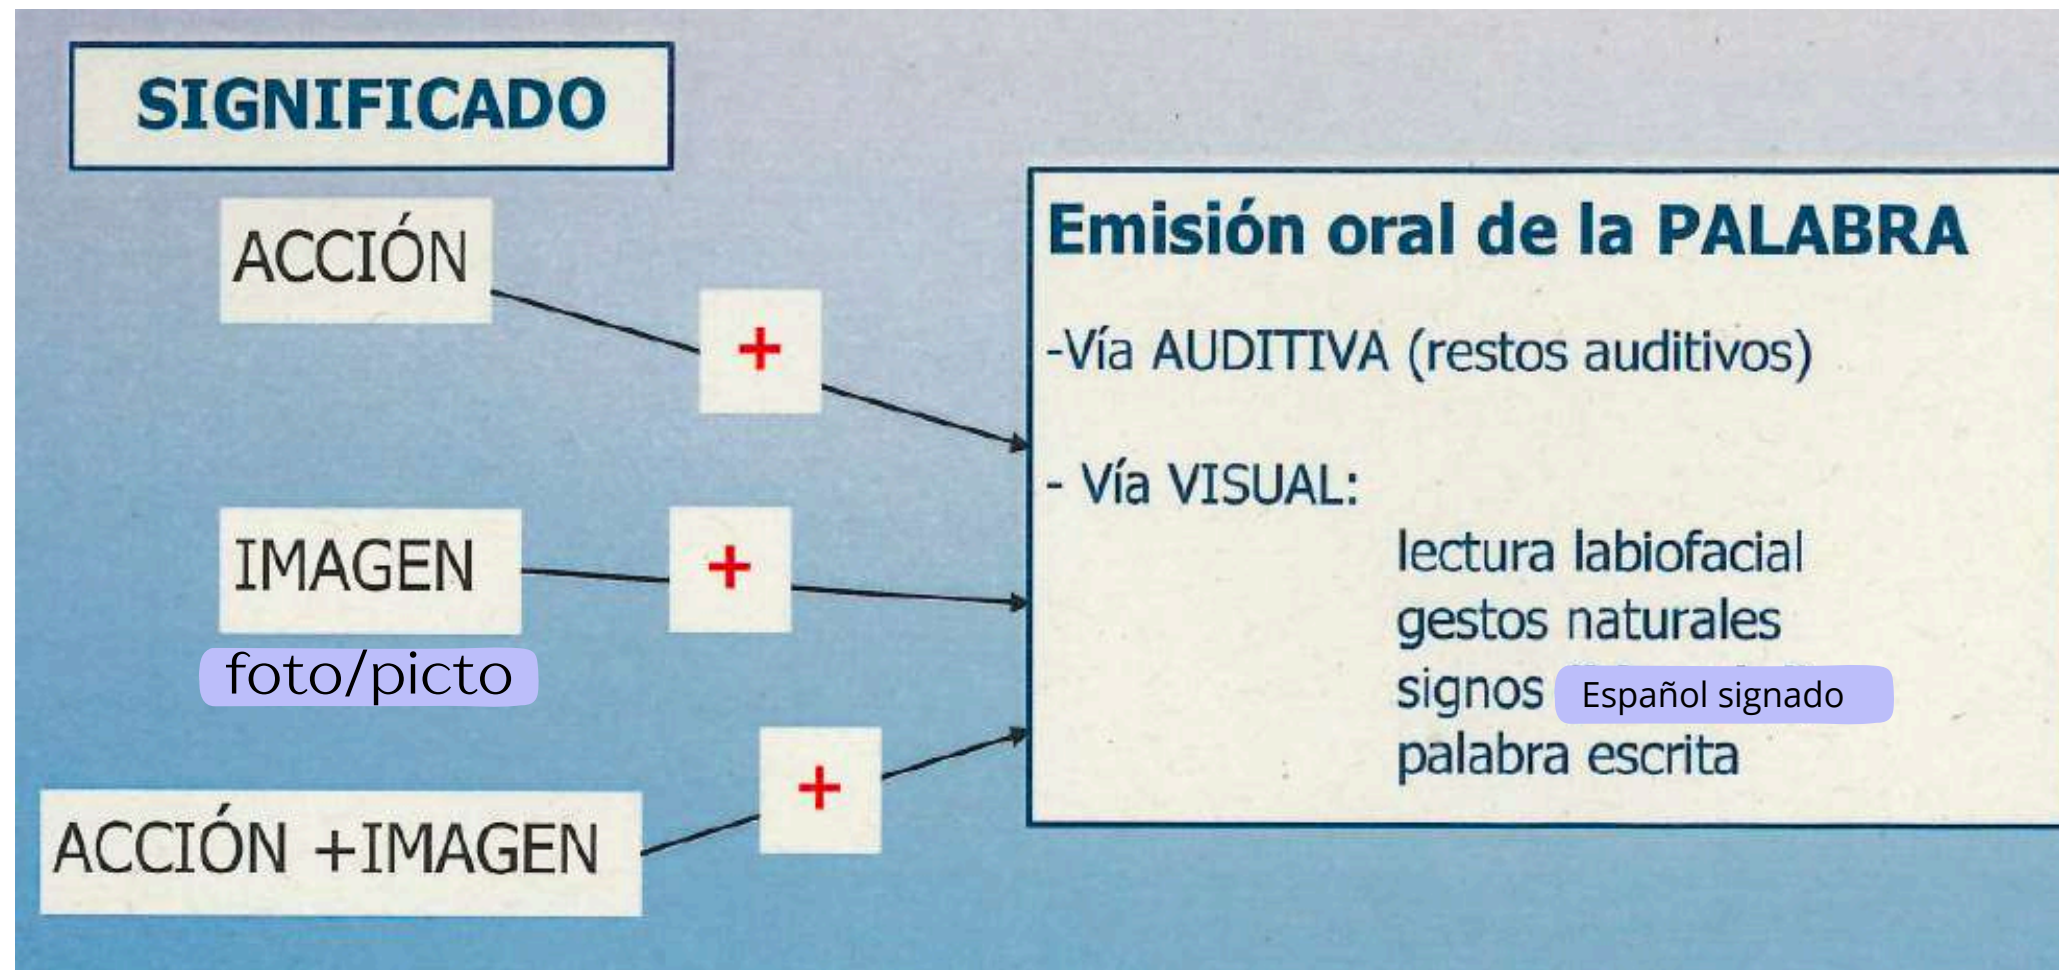 SIGNIFICADO
ACCIÓN
+
IMAGEN
+
foto/picto
ACCIÓN +IMAGEN
+
Emisión oral de la PALABRA
-Vía AUDITIVA (restos auditivos)
- Vía VISUAL:
lectura labiofacial
gestos naturales
signos Español signado
palabra escrita